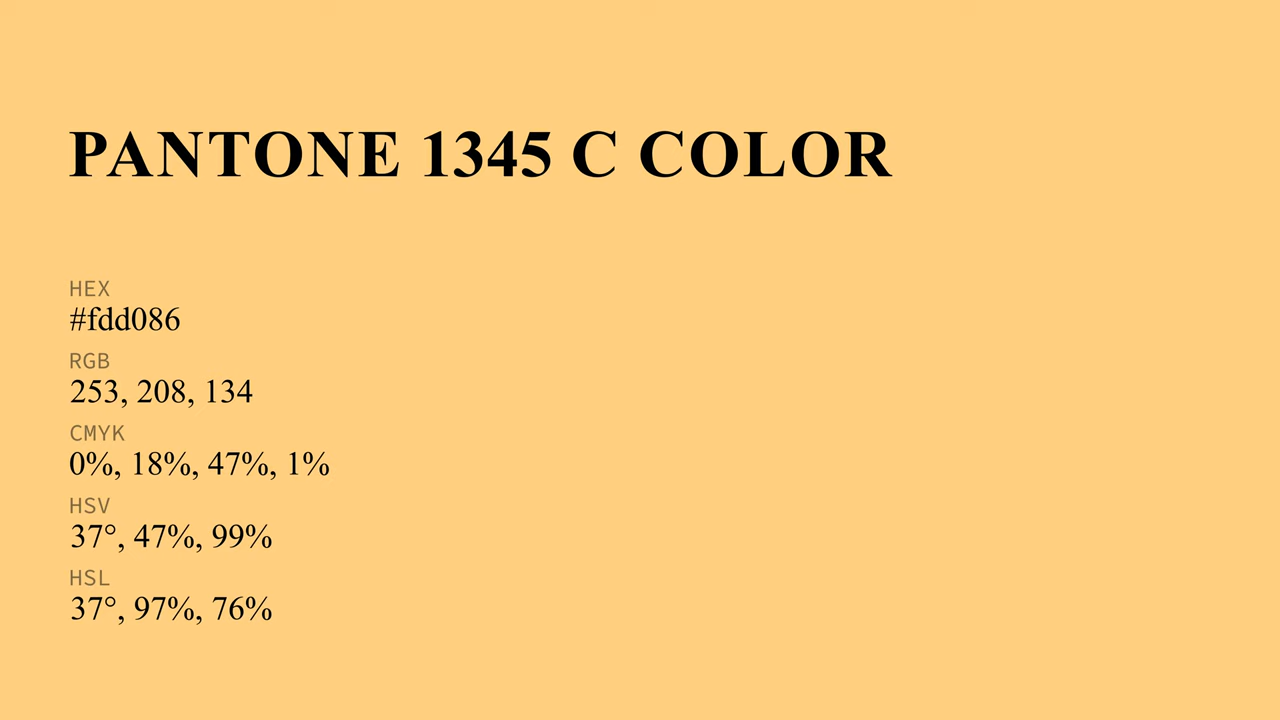 PANTONE 1345 C COLOR
HEX
#fdd086
RGB
253, 208, 134
CMYK
0%, 18%, 47%, 1%
HSV
37°, 47%, 99%
HSL
37°, 97%, 76%